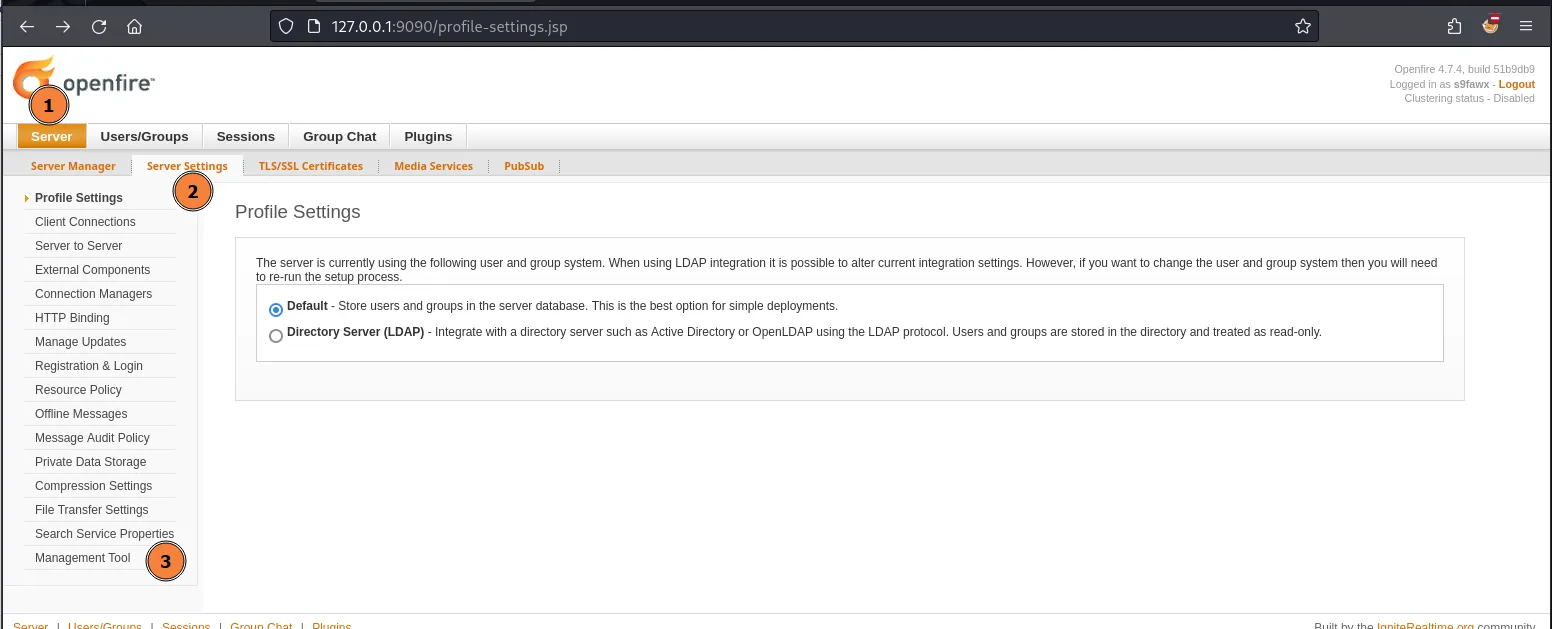 127.0.0.1:9090/profile-settings.jsp
openfire™
Openfire 4.7.4, build 51b9db9
Logged in as s9fawx - Logout
Clustering status - Disabled
1
Server Users/Groups Sessions Group Chat Plugins
Server Manager Server Settings TLS/SSL Certificates Media Services PubSub
2
Profile Settings
Client Connections
Server to Server
External Components
Connection Managers
HTTP Binding
Manage Updates
Registration & Login
Resource Policy
Offline Messages
Message Audit Policy
Private Data Storage
Compression Settings
File Transfer Settings
Search Service Properties
Management Tool
3
Profile Settings
The server is currently using the following user and group system. When using LDAP integration it is possible to alter current integration settings. However, if you want to change the user and group system then you will need
to re-run the setup process.
Default - Store users and groups in the server database. This is the best option for simple deployments.
Directory Server (LDAP) - Integrate with a directory server such as Active Directory or OpenLDAP using the LDAP protocol. Users and groups are stored in the directory and treated as read-only.
Server | Users/Groups | Sessions | Group Chat | Plugins
Built by the IgniteRealtime.org community